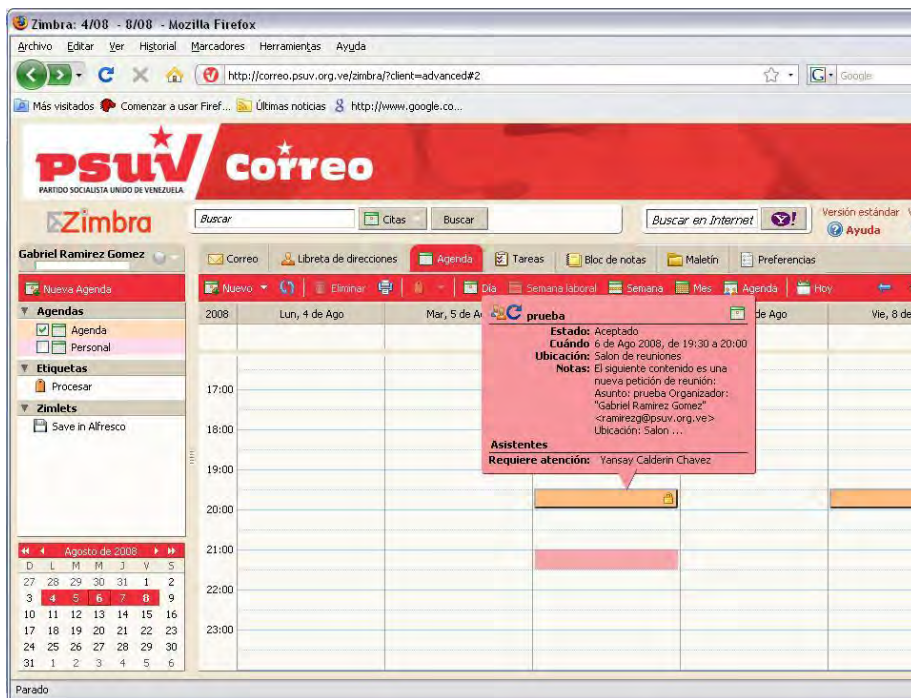 Zimbra: 4/08 - 8/08 - Mozilla Firefox
Archivo Editar Ver Historial Marcadores Herramientas Ayuda
http://correo.psuv.org.ve/zimbra/?client=advanced#2
G Google
Más visitados Comenzar a usar Firef... Últimas noticias http://www.google.co...
PSUV Correo
PARTIDO SOCIALISTA UNIDO DE VENEZUELA
Zimbra
Buscar Citas Buscar Buscar en Internet Y! Versión estándar
Ayuda
Gabriel Ramirez Gomez
Correo Libreta de direcciones Agenda Tareas Bloc de notas Maletín Preferencias
Nueva Agenda
Nuevo Eliminar Día Semana laboral Semana Mes Agenda Hoy
Agendas
Agenda
Personal
Etiquetas
Procesar
Zimlets
Save in Alfresco
2008 Lun, 4 de Ago Mar, 5 de A de Ago Vie, 8 de
prueba
Estado: Aceptado
Cuándo 6 de Ago 2008, de 19:30 a 20:00
Ubicación: Salon de reuniones
Notas: El siguiente contenido es una
nueva petición de reunión:
Asunto: prueba Organizador:
"Gabriel Ramirez Gomez"
<ramirezg@psuv.org.ve>
Ubicación: Salon ...
Asistentes
Requiere atención: Yansay Calderin Chavez
17:00
18:00
19:00
20:00
21:00
22:00
23:00
Agosto de 2008
D L M M J V S
27 28 29 30 31 1 2
3 4 5 6 7 8 9
10 11 12 13 14 15 16
17 18 19 20 21 22 23
24 25 26 27 28 29 30
31 1 2 3 4 5 6
Parado